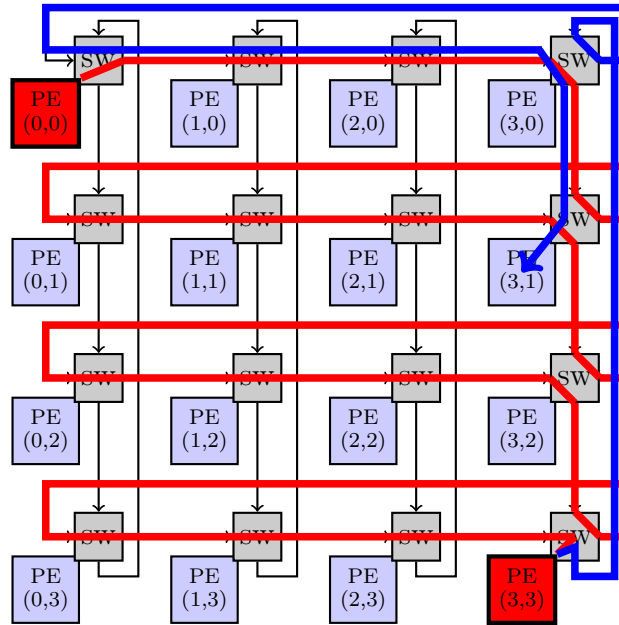 SW SW SW SW
PE PE PE PE
(0,0) (1,0) (2,0) (3,0)
SW SW SW SW
PE PE PE PE
(0,1) (1,1) (2,1) (3,1)
SW SW SW SW
PE PE PE PE
(0,2) (1,2) (2,2) (3,2)
SW SW SW SW
PE PE PE PE
(0,3) (1,3) (2,3) (3,3)